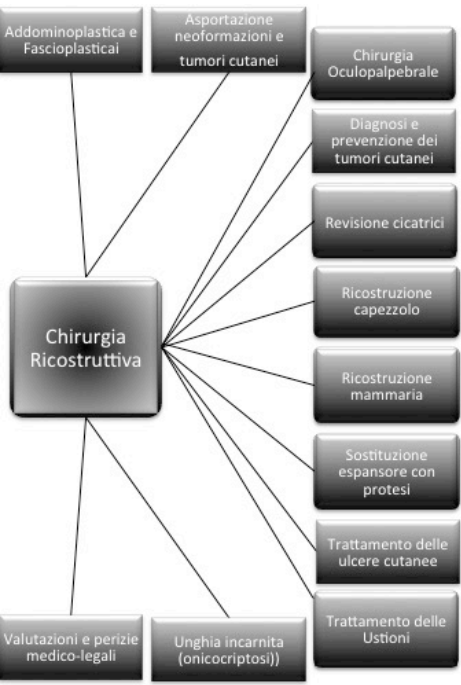 Addominoplastica e
Fascioplasticai
Asportazione
neoformazioni e
tumori cutanei
Chirurgia
Oculopalpebrale
Diagnosi e
prevenzione dei
tumori cutanei
Revisione cicatrici
Ricostruzione
capezzolo
Chirurgia
Ricostruttiva
Ricostruzione
mammaria
Sostituzione
espansore con
protesi
Trattamento delle
ulcere cutanee
Trattamento delle
Ustioni
Valutazioni e perizie
medico-legali
Unghia incarnita
(onicocriptosi))